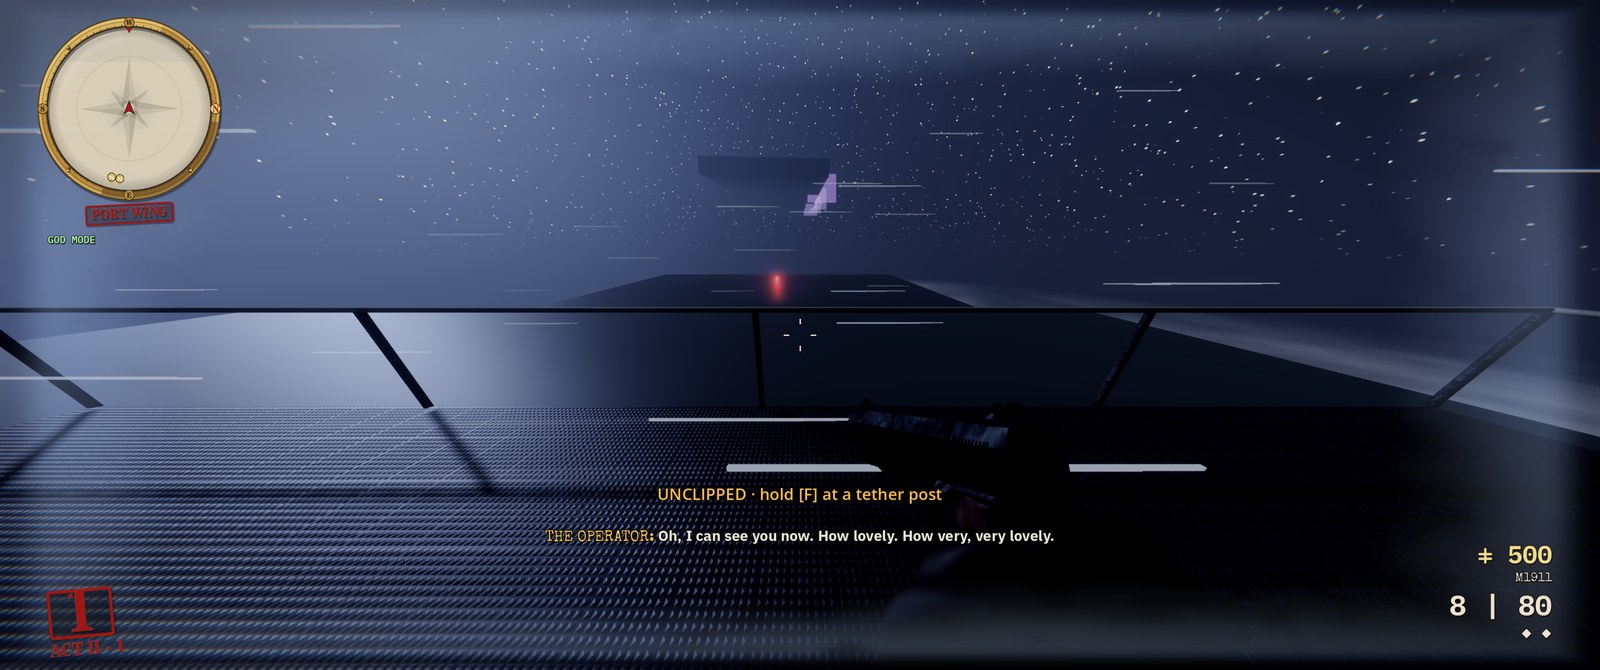 W
S
N
E
PORT WING
GOD MODE
UNCLIPPED · hold [F] at a tether post
THE OPERATOR: Oh, I can see you now. How lovely. How very, very lovely.
ǂ 500
M1911
8 | 80
I
ACT II - 1